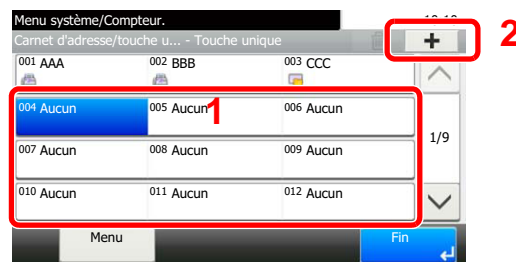 Menu système/Compteur.
Carnet d'adresse/touche u... - Touche unique
+ 2
001 AAA 002 BBB 003 CCC
004 Aucun 005 Aucun 1 006 Aucun
1/9
007 Aucun 008 Aucun 009 Aucun
010 Aucun 011 Aucun 012 Aucun
Menu Fin